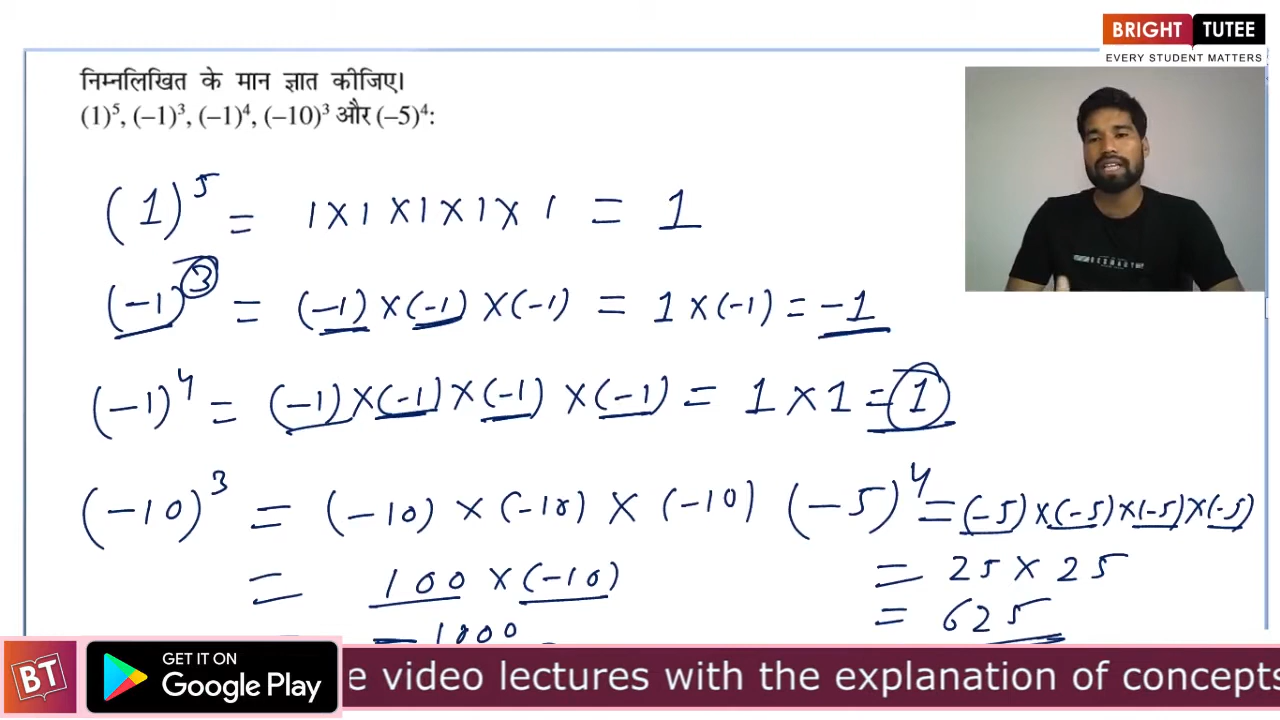 BRIGHT TUTEE
EVERY STUDENT MATTERS
निम्नलिखित के मान ज्ञात कीजिए।
(1)⁵, (–1)³, (–1)⁴, (–10)³ और (–5)⁴:
(1)⁵ = 1×1×1×1×1 = 1
(-1)³ = (-1)×(-1)×(-1) = 1×(-1) = -1
(-1)⁴ = (-1)×(-1)×(-1)×(-1) = 1×1 = 1
(-10)³ = (-10)×(-10)×(-10)
= 100×(-10)
= -1000
(-5)⁴ = (-5)×(-5)×(-5)×(-5)
= 25×25
= 625
BT
GET IT ON
Google Play
e video lectures with the explanation of concepts